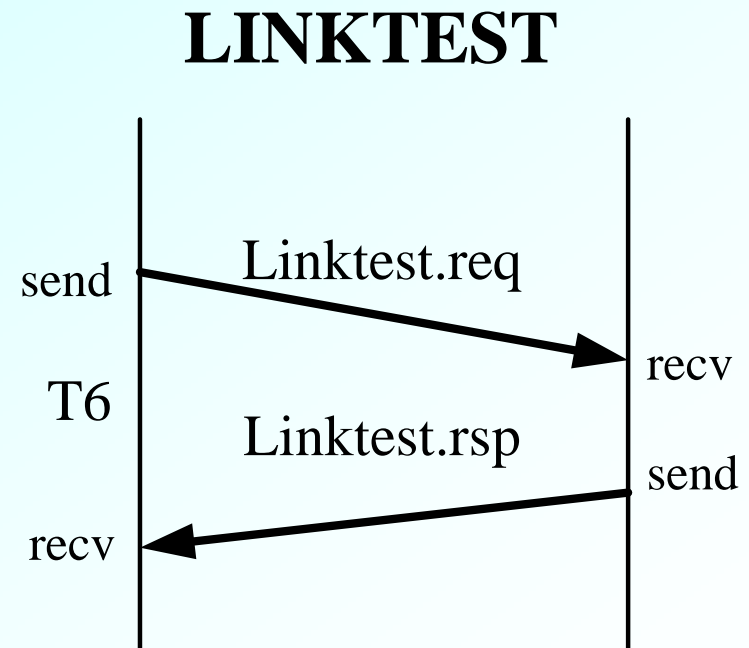 LINKTEST
Linktest.req
send
recv
T6
Linktest.rsp
send
recv